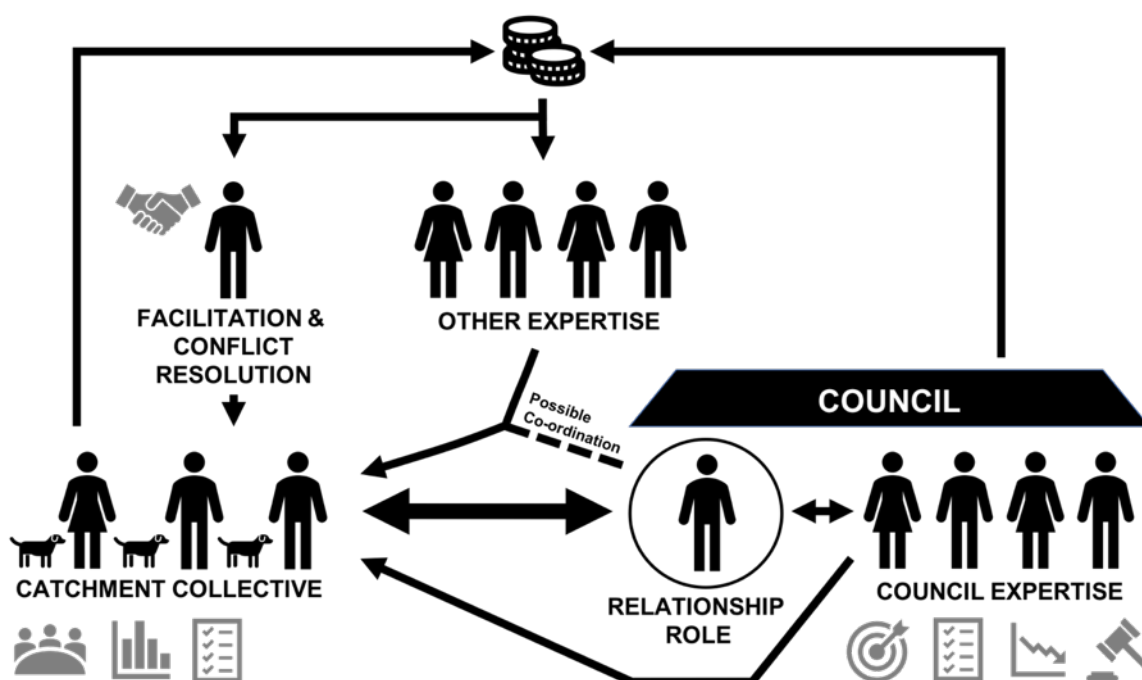 FACILITATION &
CONFLICT
RESOLUTION
OTHER EXPERTISE
Possible
Co-ordination
COUNCIL
CATCHMENT COLLECTIVE
RELATIONSHIP
ROLE
COUNCIL EXPERTISE